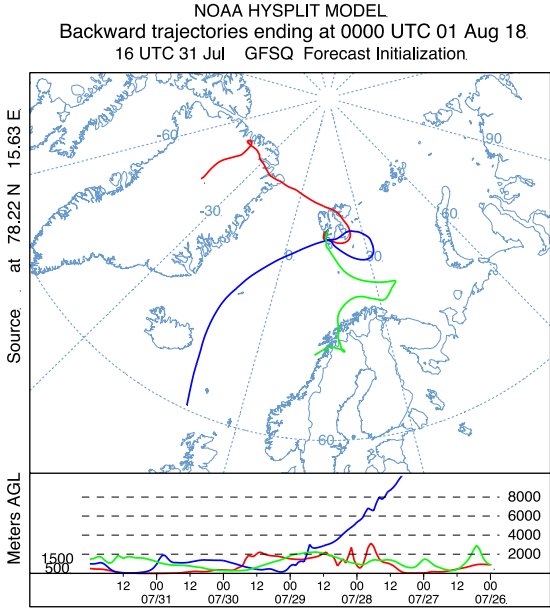 NOAA HYSPLIT MODEL
Backward trajectories ending at 0000 UTC 01 Aug 18
16 UTC 31 Jul GFSQ Forecast Initialization
Source at 78.22 N 15.63 E
-60
90
-30
60
0
30
60
Meters AGL
8000
6000
4000
2000
1500
500
12 00 12 00 12 00 12 00 12 00 12 00
07/31 07/30 07/29 07/28 07/27 07/26